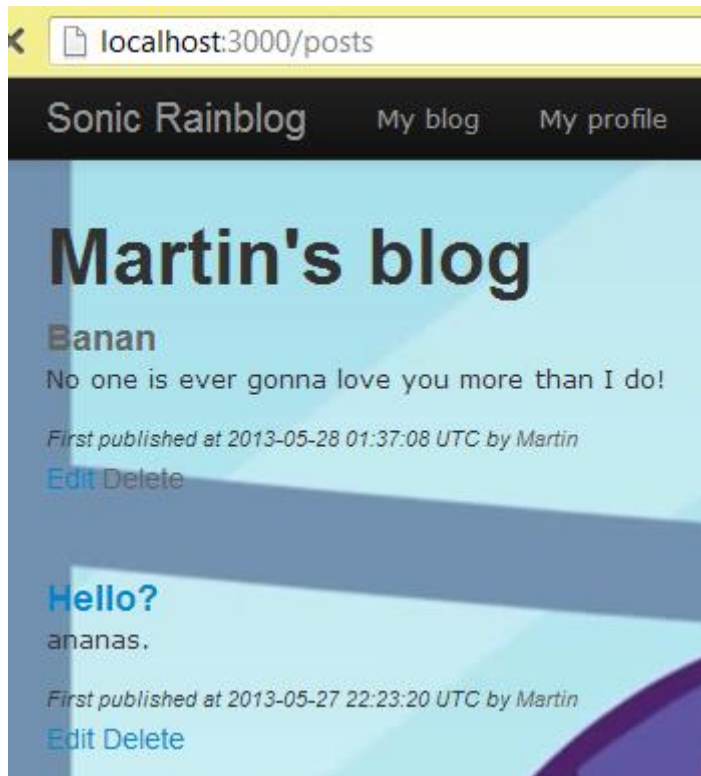 localhost:3000/posts
Sonic Rainblog My blog My profile
Martin's blog
Banan
No one is ever gonna love you more than I do!
First published at 2013-05-28 01:37:08 UTC by Martin
Edit Delete
Hello?
ananas.
First published at 2013-05-27 22:23:20 UTC by Martin
Edit Delete